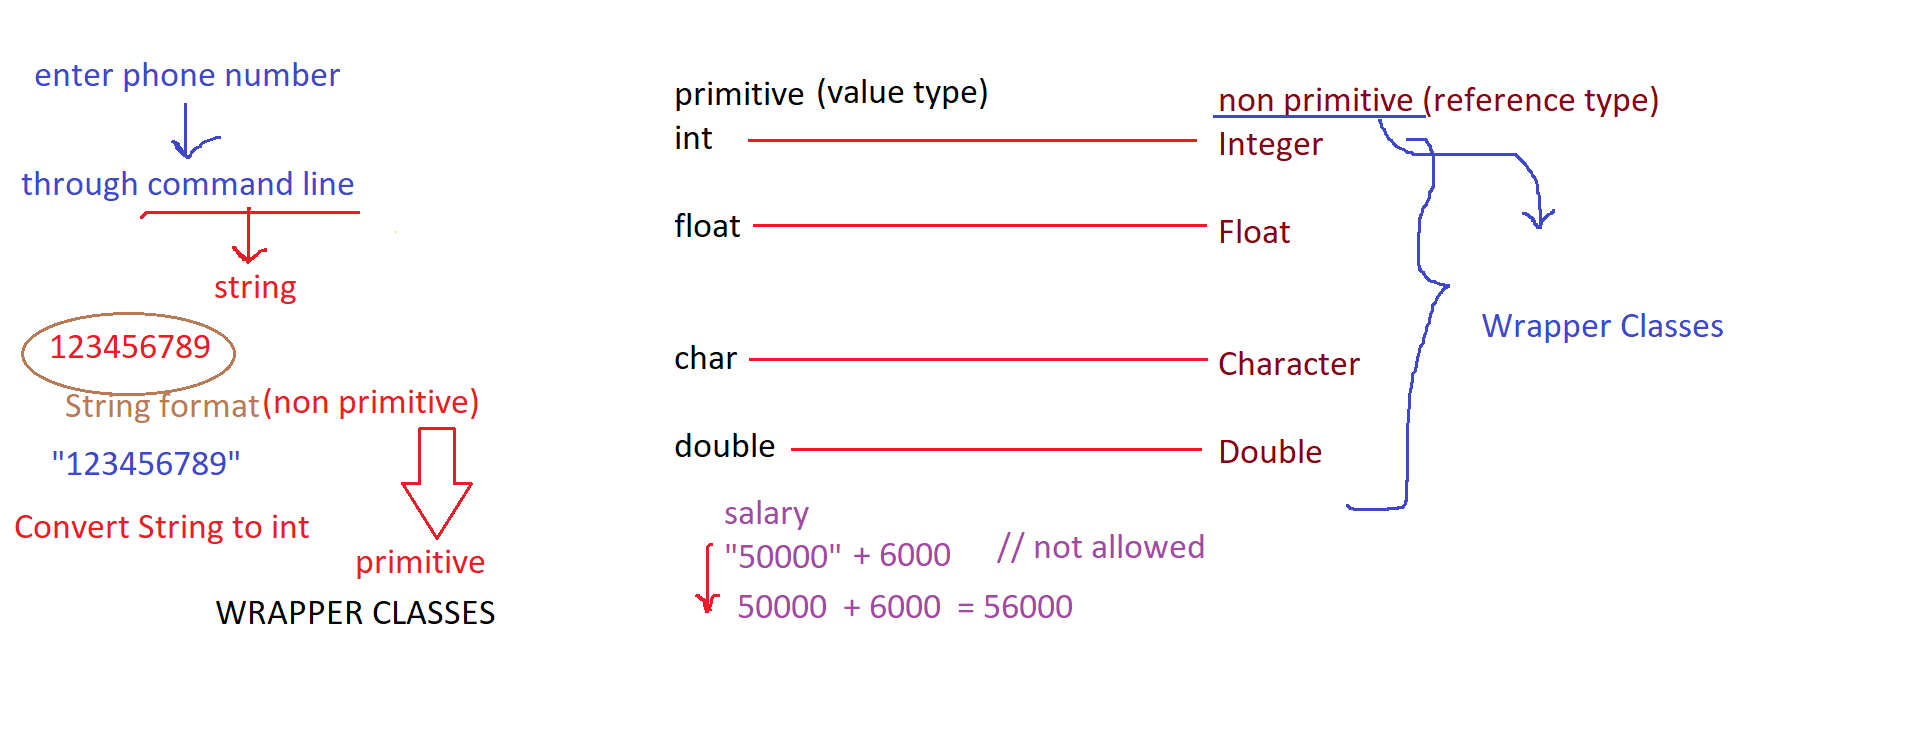 enter phone number
through command line
string
123456789
String format (non primitive)
"123456789"
Convert String to int
primitive
WRAPPER CLASSES
primitive (value type)
non primitive (reference type)
int
Integer
float
Float
char
Character
double
Double
Wrapper Classes
salary
"50000" + 6000 // not allowed
50000 + 6000 = 56000